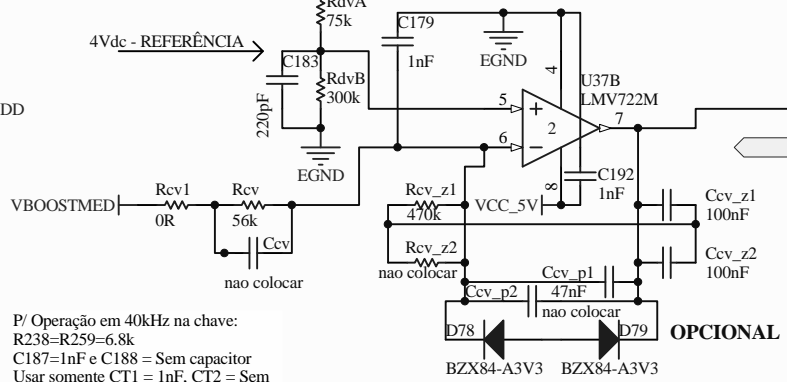 RdvA
75k
C179
1nF
4Vdc - REFERÊNCIA
EGND
4
C183
220pF
RdvB
300k
U37B
LMV722M
DD
5
+
2
7
6
−
EGND
8
C192
1nF
VCC_5V
VBOOSTMED
Rcv1
0R
Rcv
56k
Ccv
nao colocar
Rcv_z1
470k
Rcv_z2
nao colocar
Ccv_z1
100nF
Ccv_z2
100nF
Ccv_p1
47nF
Ccv_p2
nao colocar
D78
D79
BZX84-A3V3
BZX84-A3V3
OPCIONAL
P/ Operação em 40kHz na chave:
R238=R259=6.8k
C187=1nF e C188 = Sem capacitor
Usar somente CT1 = 1nF, CT2 = Sem